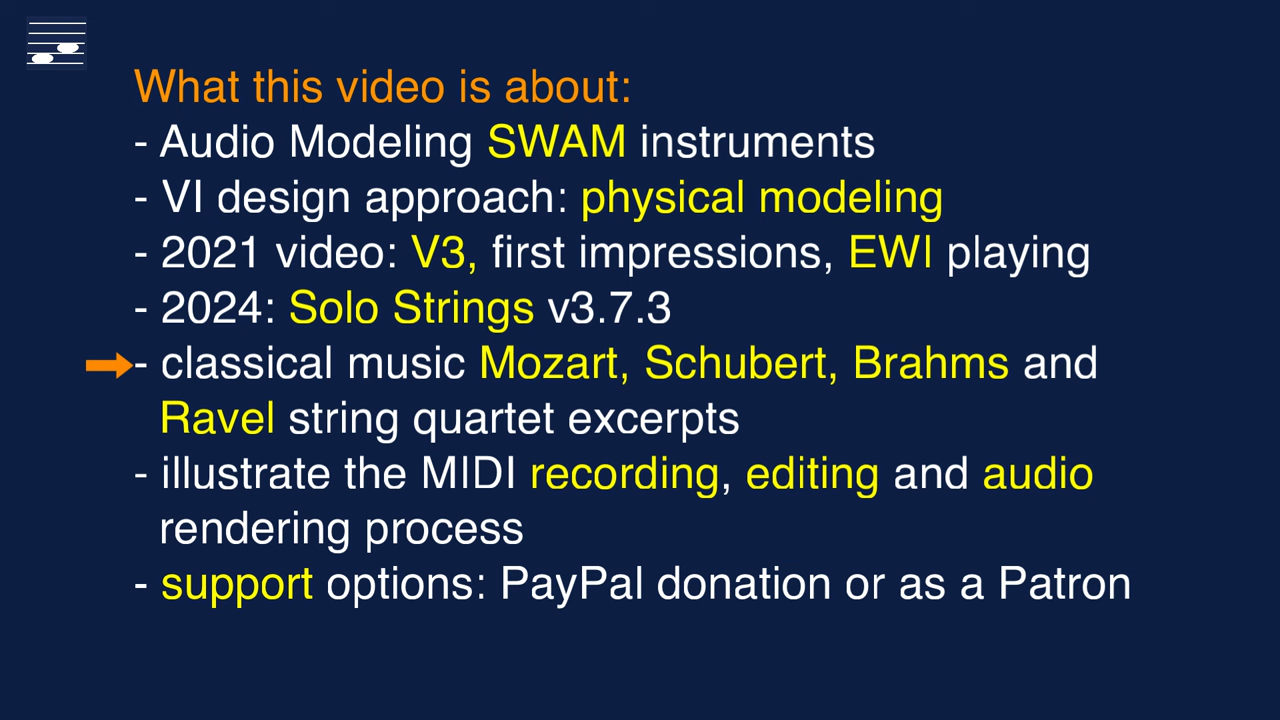 What this video is about:
- Audio Modeling SWAM instruments
- VI design approach: physical modeling
- 2021 video: V3, first impressions, EWI playing
- 2024: Solo Strings v3.7.3
- classical music Mozart, Schubert, Brahms and
Ravel string quartet excerpts
- illustrate the MIDI recording, editing and audio
rendering process
- support options: PayPal donation or as a Patron